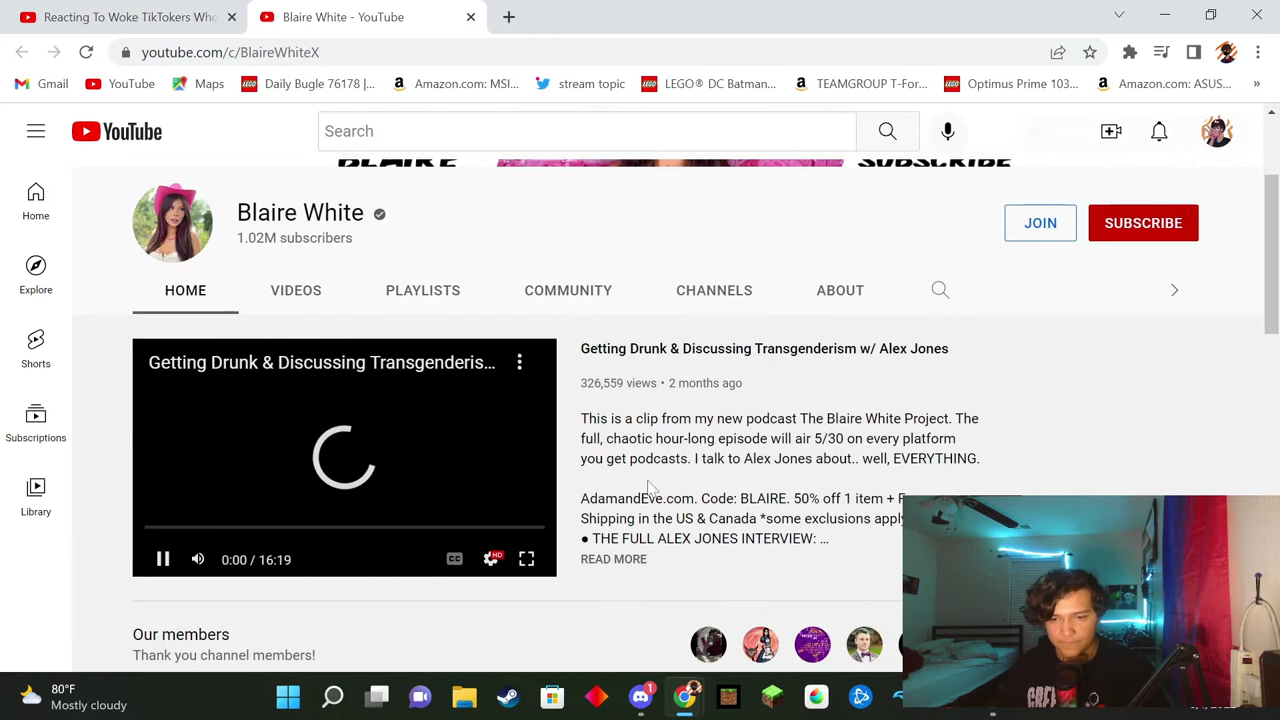 Reacting To Woke TikTokers Who
Blaire White - YouTube
youtube.com/c/BlaireWhiteX
Gmail
YouTube
Maps
Daily Bugle 76178 |...
Amazon.com: MSI...
stream topic
LEGO® DC Batman...
TEAMGROUP T-For...
Optimus Prime 103...
Amazon.com: ASUS...
»
YouTube
Search
BLAIRE
SUBSCRIBE
Home
Explore
Shorts
Subscriptions
Library
Blaire White
1.02M subscribers
JOIN
SUBSCRIBE
HOME
VIDEOS
PLAYLISTS
COMMUNITY
CHANNELS
ABOUT
Getting Drunk & Discussing Transgenderis...
0:00 / 16:19
CC
HD
Getting Drunk & Discussing Transgenderism w/ Alex Jones
326,559 views • 2 months ago
This is a clip from my new podcast The Blaire White Project. The
full, chaotic hour-long episode will air 5/30 on every platform
you get podcasts. I talk to Alex Jones about.. well, EVERYTHING.
AdamandEve.com. Code: BLAIRE. 50% off 1 item + F
Shipping in the US & Canada *some exclusions apply
● THE FULL ALEX JONES INTERVIEW: ...
READ MORE
Our members
Thank you channel members!
80°F
Mostly cloudy
1